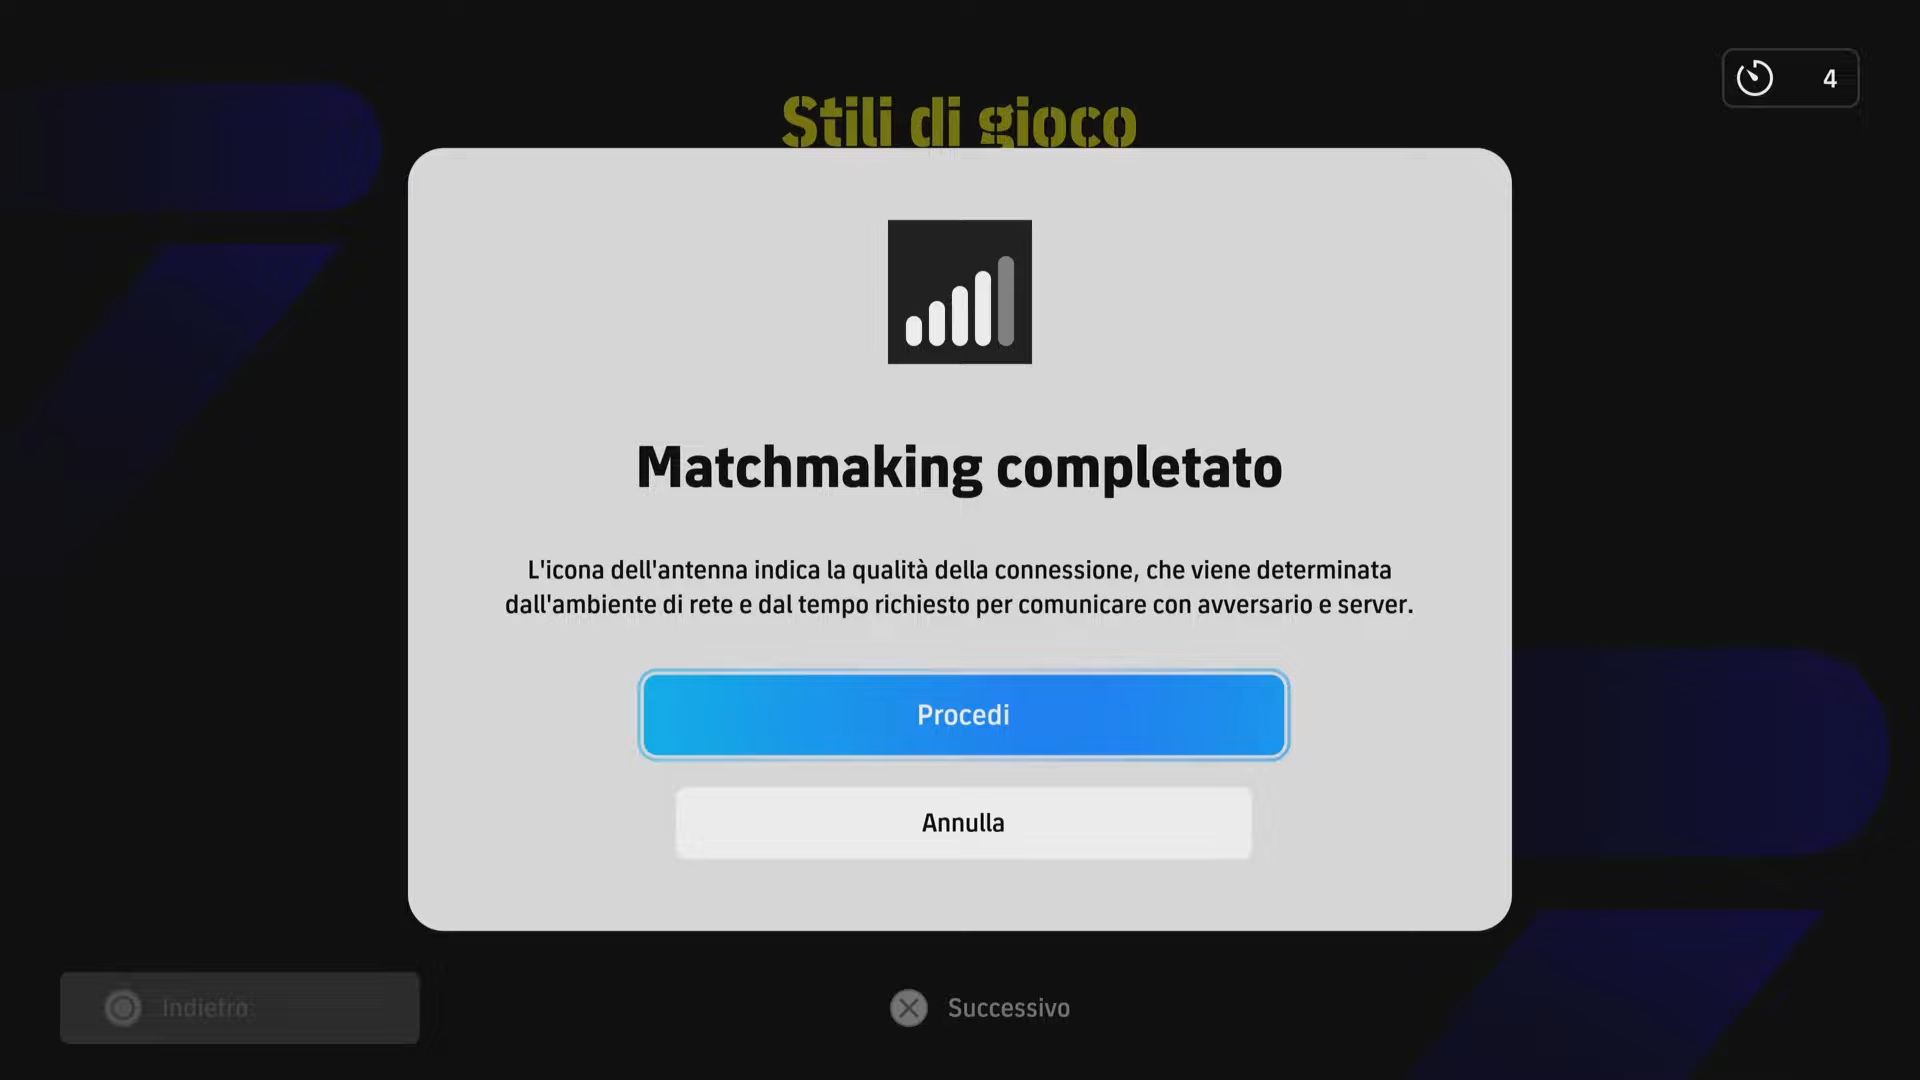 4
Stili di gioco
Matchmaking completato
L'icona dell'antenna indica la qualità della connessione, che viene determinata
dall'ambiente di rete e dal tempo richiesto per comunicare con avversario e server.
Procedi
Annulla
Indietro
Successivo